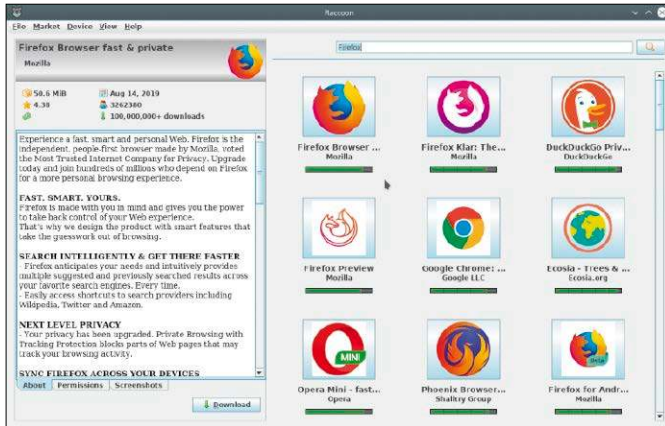 Raccoon
File Market Device View Help
Firefox Browser fast & private
Mozilla
50.6 MiB
Aug 14, 2019
4.30
3262380
100,000,000+ downloads
Experience a fast, smart and personal Web. Firefox is the
independent, people-first browser made by Mozilla, voted
the Most Trusted Internet Company for Privacy. Upgrade
today and join hundreds of millions who depend on Firefox
for a more personal browsing experience.
FAST. SMART. YOURS.
Firefox is made with you in mind and gives you the power
to take back control of your Web experience.
That's why we design the product with smart features that
take the guesswork out of browsing.
SEARCH INTELLIGENTLY & GET THERE FASTER
- Firefox anticipates your needs and intuitively provides
multiple suggested and previously searched results across
your favorite search engines. Every time.
- Easily access shortcuts to search providers including
Wikipedia, Twitter and Amazon.
NEXT LEVEL PRIVACY
- Your privacy has been upgraded. Private Browsing with
Tracking Protection blocks parts of Web pages that may
track your browsing activity.
SYNC FIREFOX ACROSS YOUR DEVICES
About Permissions Screenshots
Download
Firefox
Firefox Browser ...
Mozilla
Firefox Klar: The...
Mozilla
DuckDuckGo Priv...
DuckDuckGo
Firefox Preview
Mozilla
Google Chrome: ...
Google LLC
Ecosia - Trees & ...
Ecosia.org
MINI
Opera Mini - fast...
Opera
Phoenix Browser...
Shalltry Group
Beta
Firefox for Andr...
Mozilla